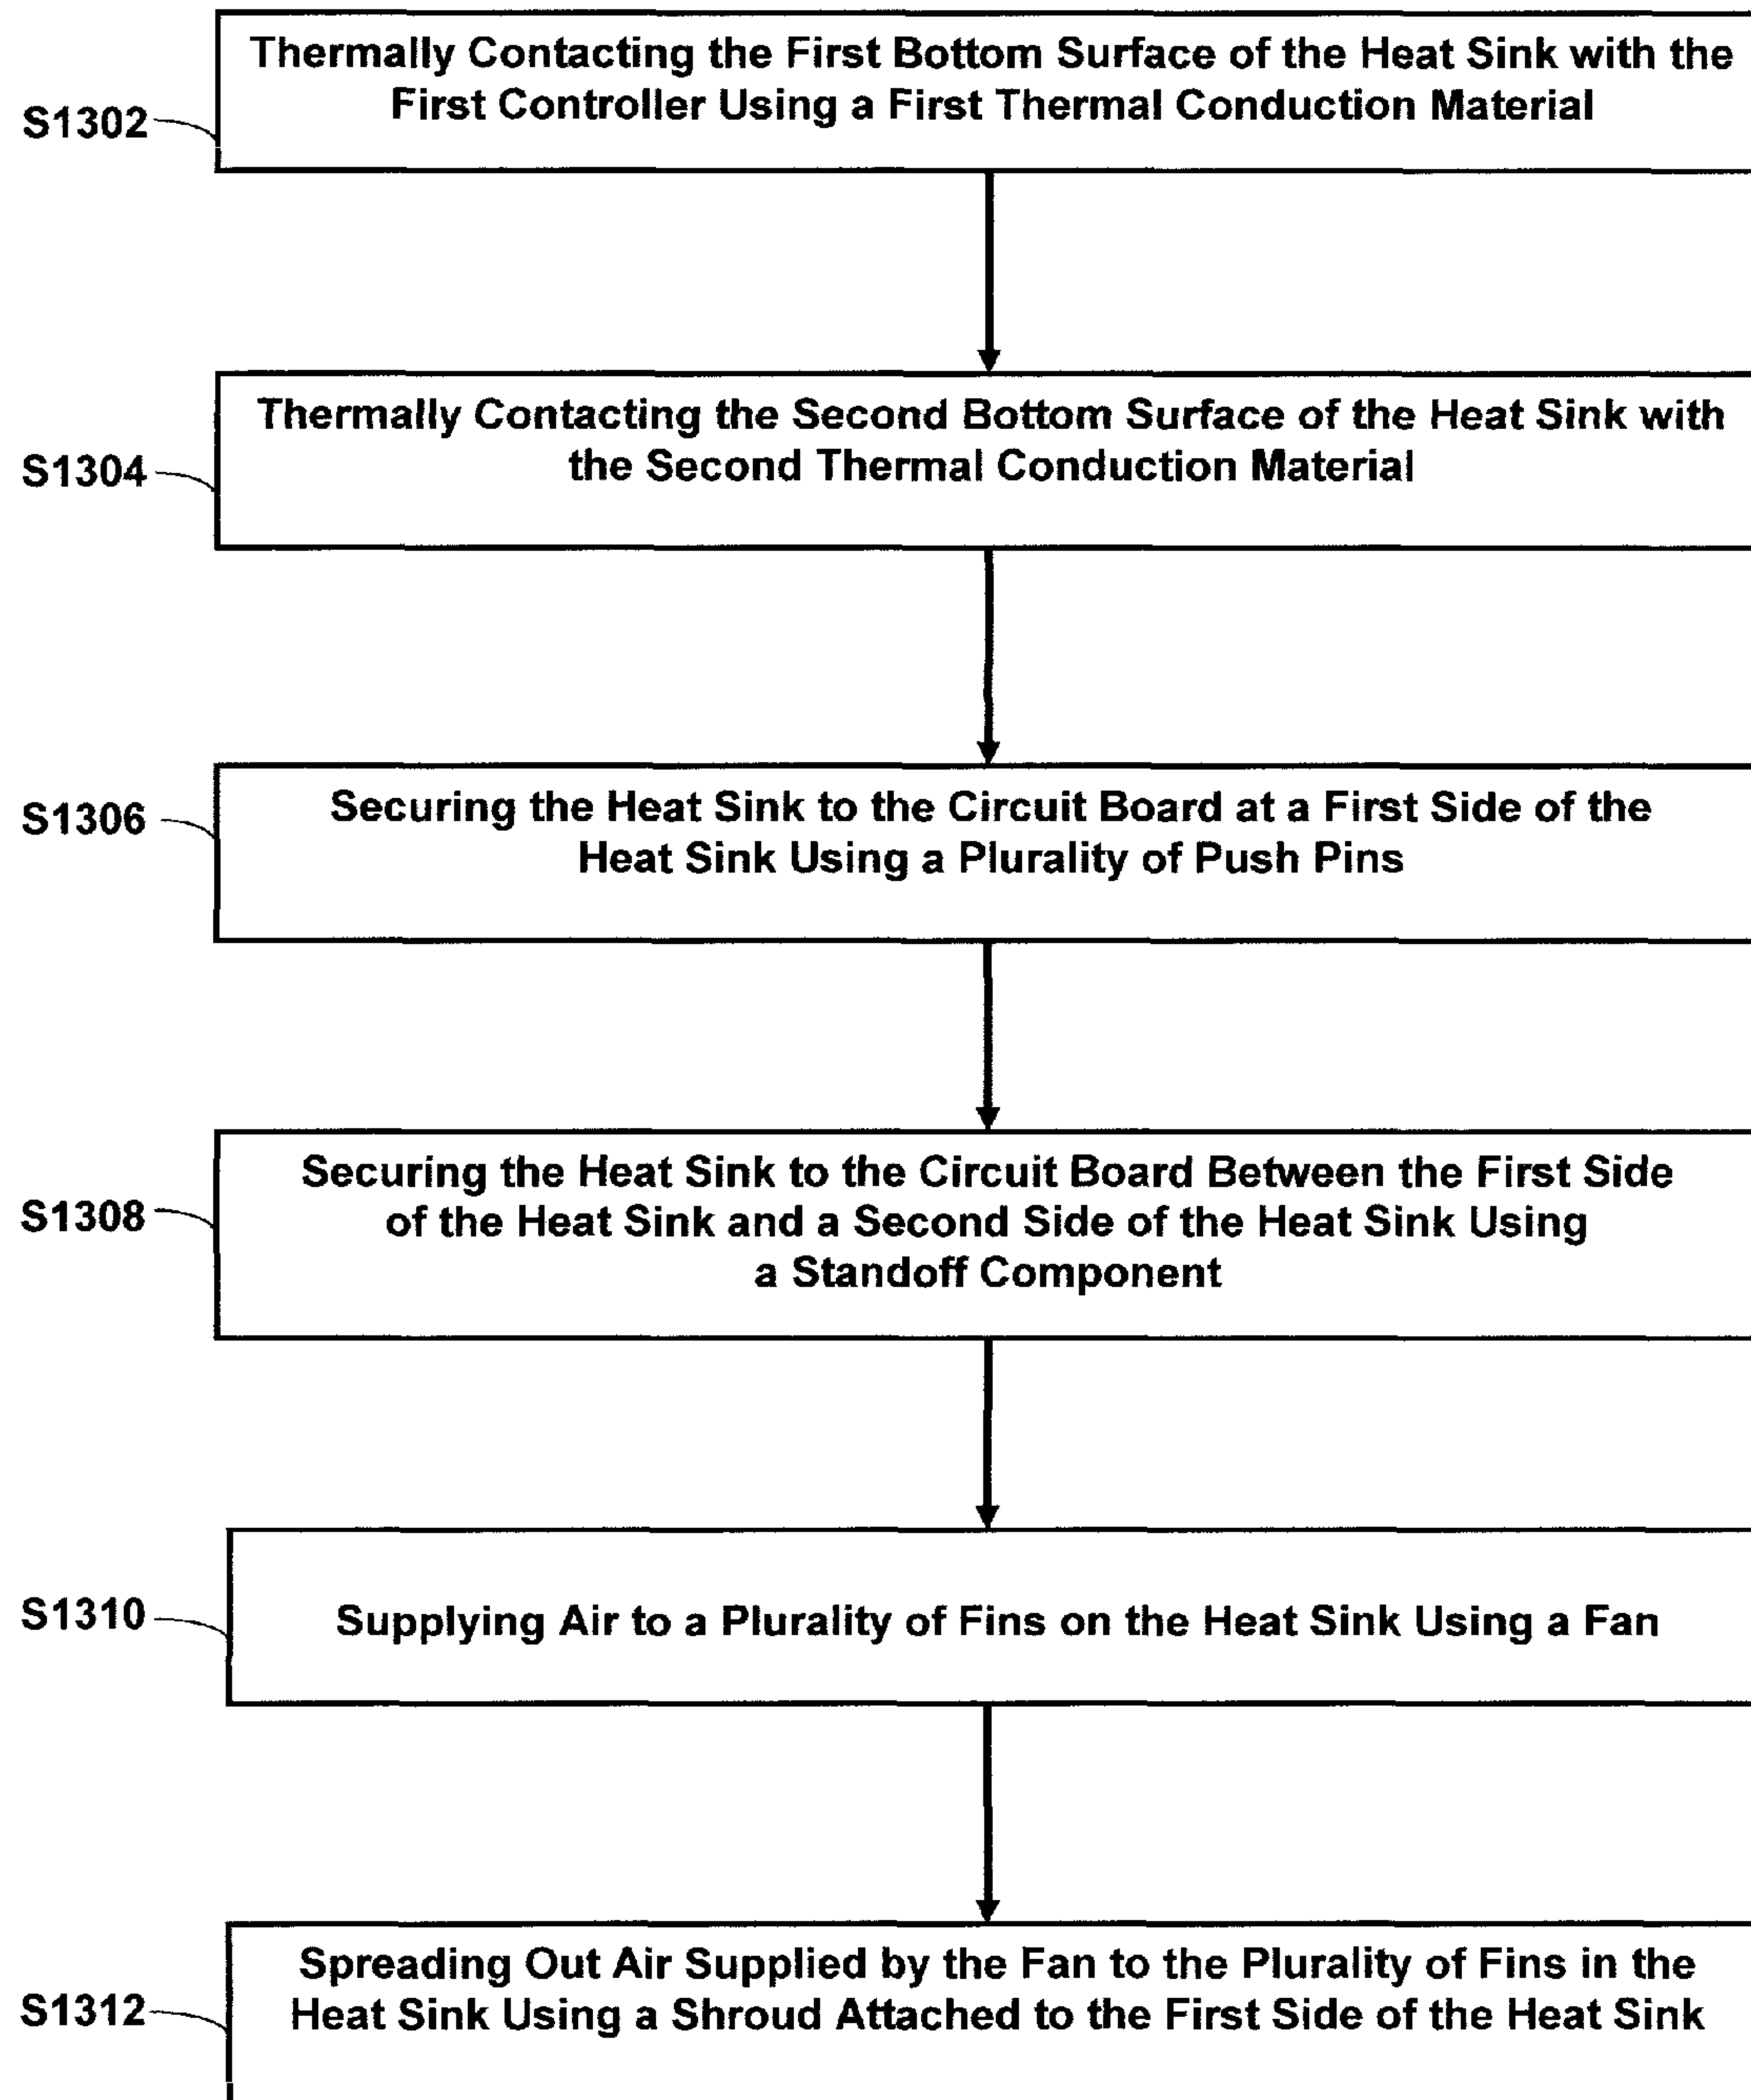 Thermally Contacting the First Bottom Surface of the Heat Sink with the
First Controller Using a First Thermal Conduction Material
S1302
Thermally Contacting the Second Bottom Surface of the Heat Sink with
the Second Thermal Conduction Material
S1304
Securing the Heat Sink to the Circuit Board at a First Side of the
Heat Sink Using a Plurality of Push Pins
S1306
Securing the Heat Sink to the Circuit Board Between the First Side
of the Heat Sink and a Second Side of the Heat Sink Using
a Standoff Component
S1308
Supplying Air to a Plurality of Fins on the Heat Sink Using a Fan
S1310
Spreading Out Air Supplied by the Fan to the Plurality of Fins in the
Heat Sink Using a Shroud Attached to the First Side of the Heat Sink
S1312